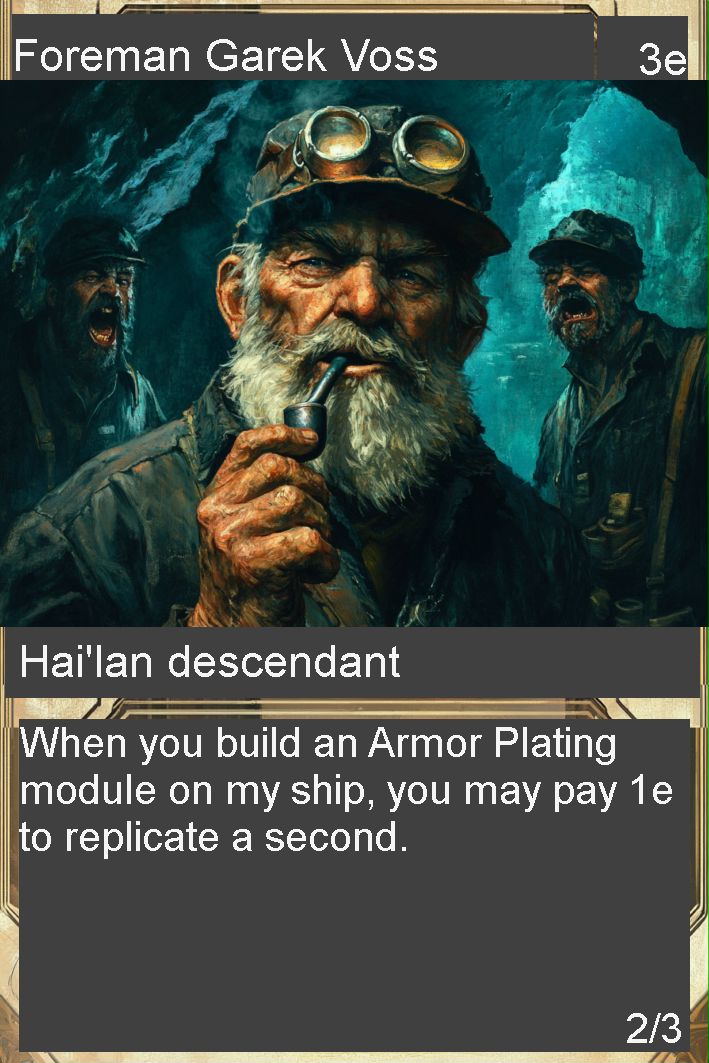 Foreman Garek Voss
3e
Hai'lan descendant
When you build an Armor Plating
module on my ship, you may pay 1e
to replicate a second.
2/3